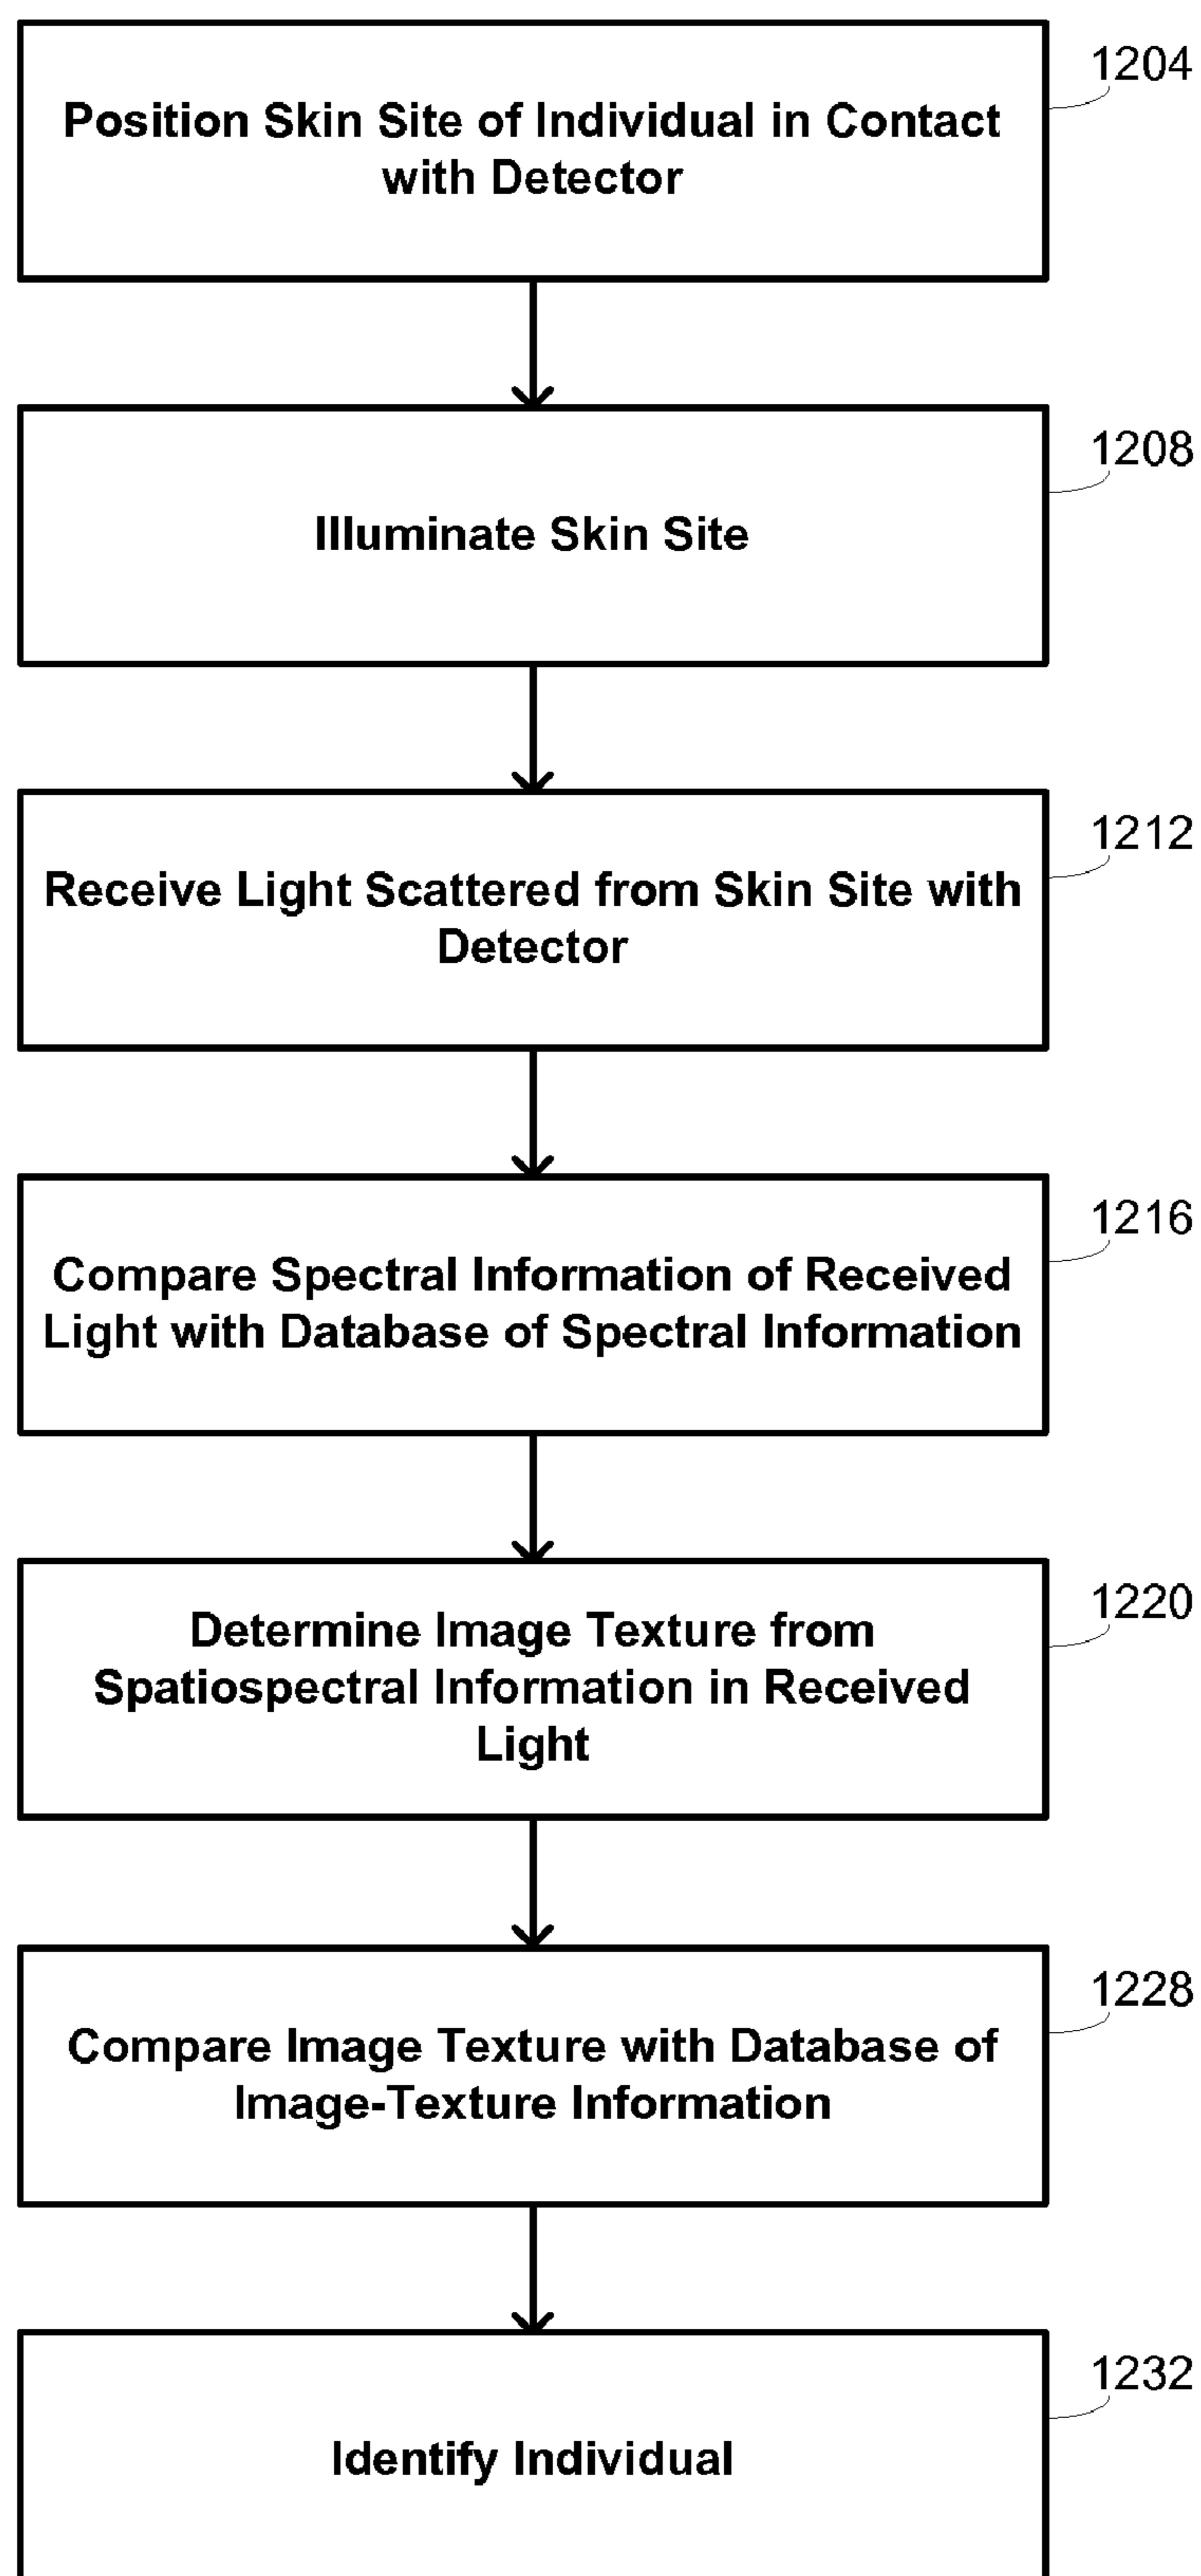 1204
Position Skin Site of Individual in Contact
with Detector
1208
Illuminate Skin Site
1212
Receive Light Scattered from Skin Site with
Detector
1216
Compare Spectral Information of Received
Light with Database of Spectral Information
1220
Determine Image Texture from
Spatiospectral Information in Received
Light
1228
Compare Image Texture with Database of
Image-Texture Information
1232
Identify Individual